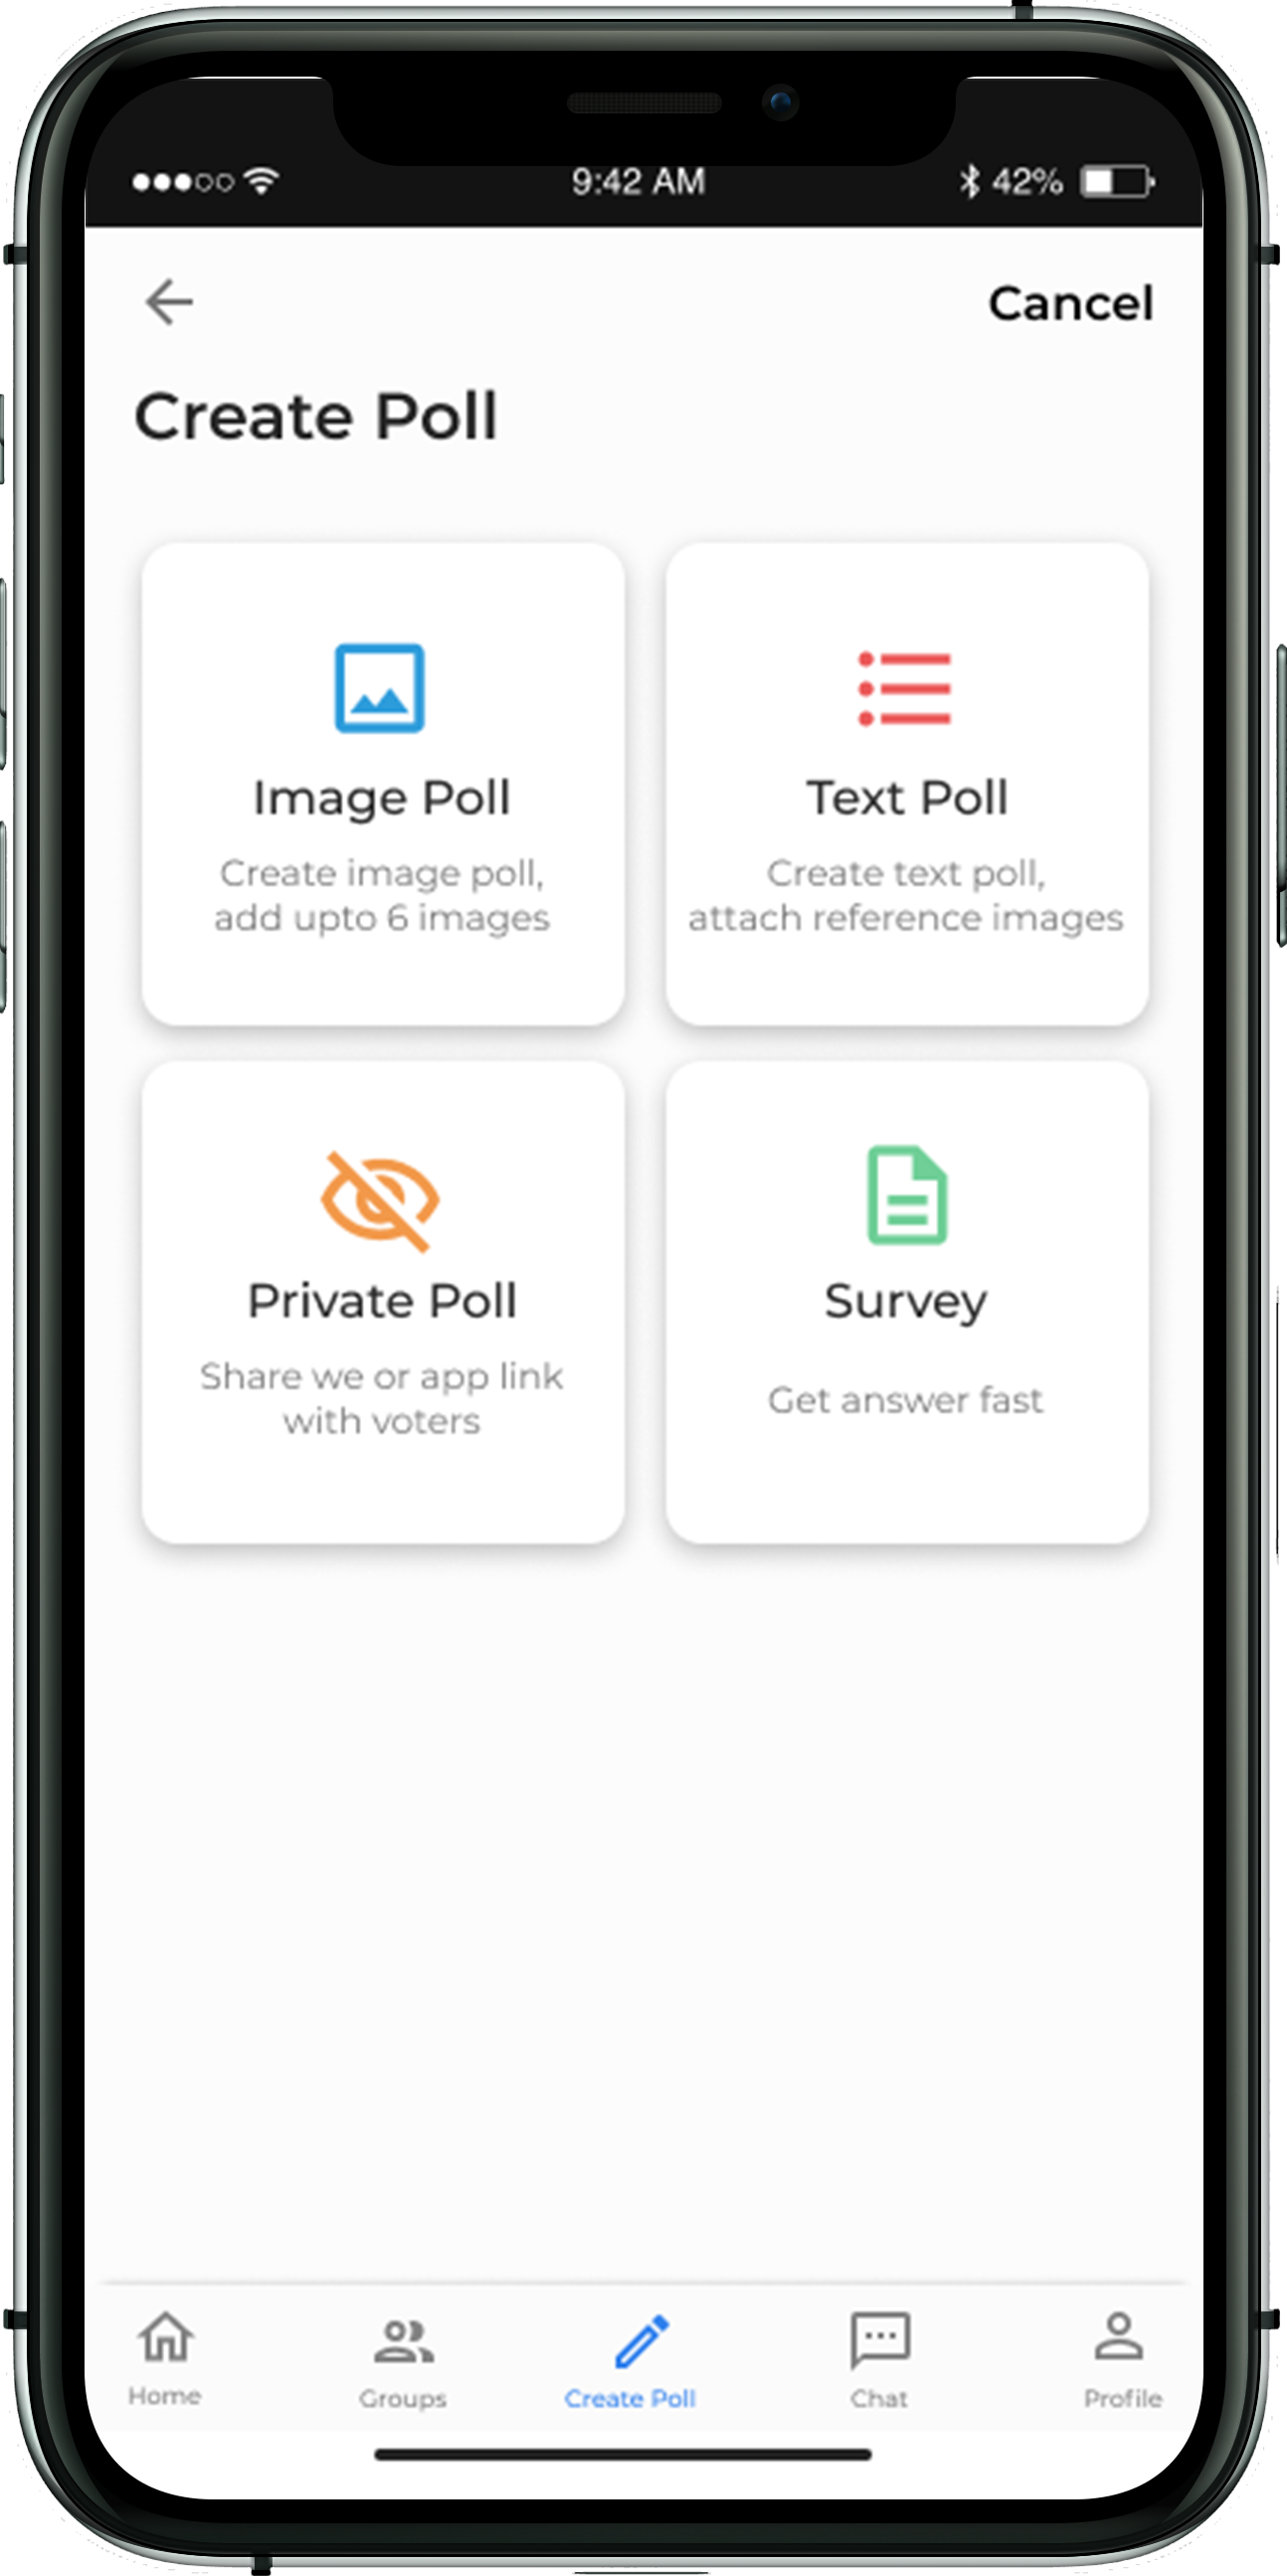 9:42 AM
42%
Cancel
Create Poll
Image Poll
Create image poll,
add upto 6 images
Text Poll
Create text poll,
attach reference images
Private Poll
Share we or app link
with voters
Survey
Get answer fast
Home
Groups
Create Poll
Chat
Profile